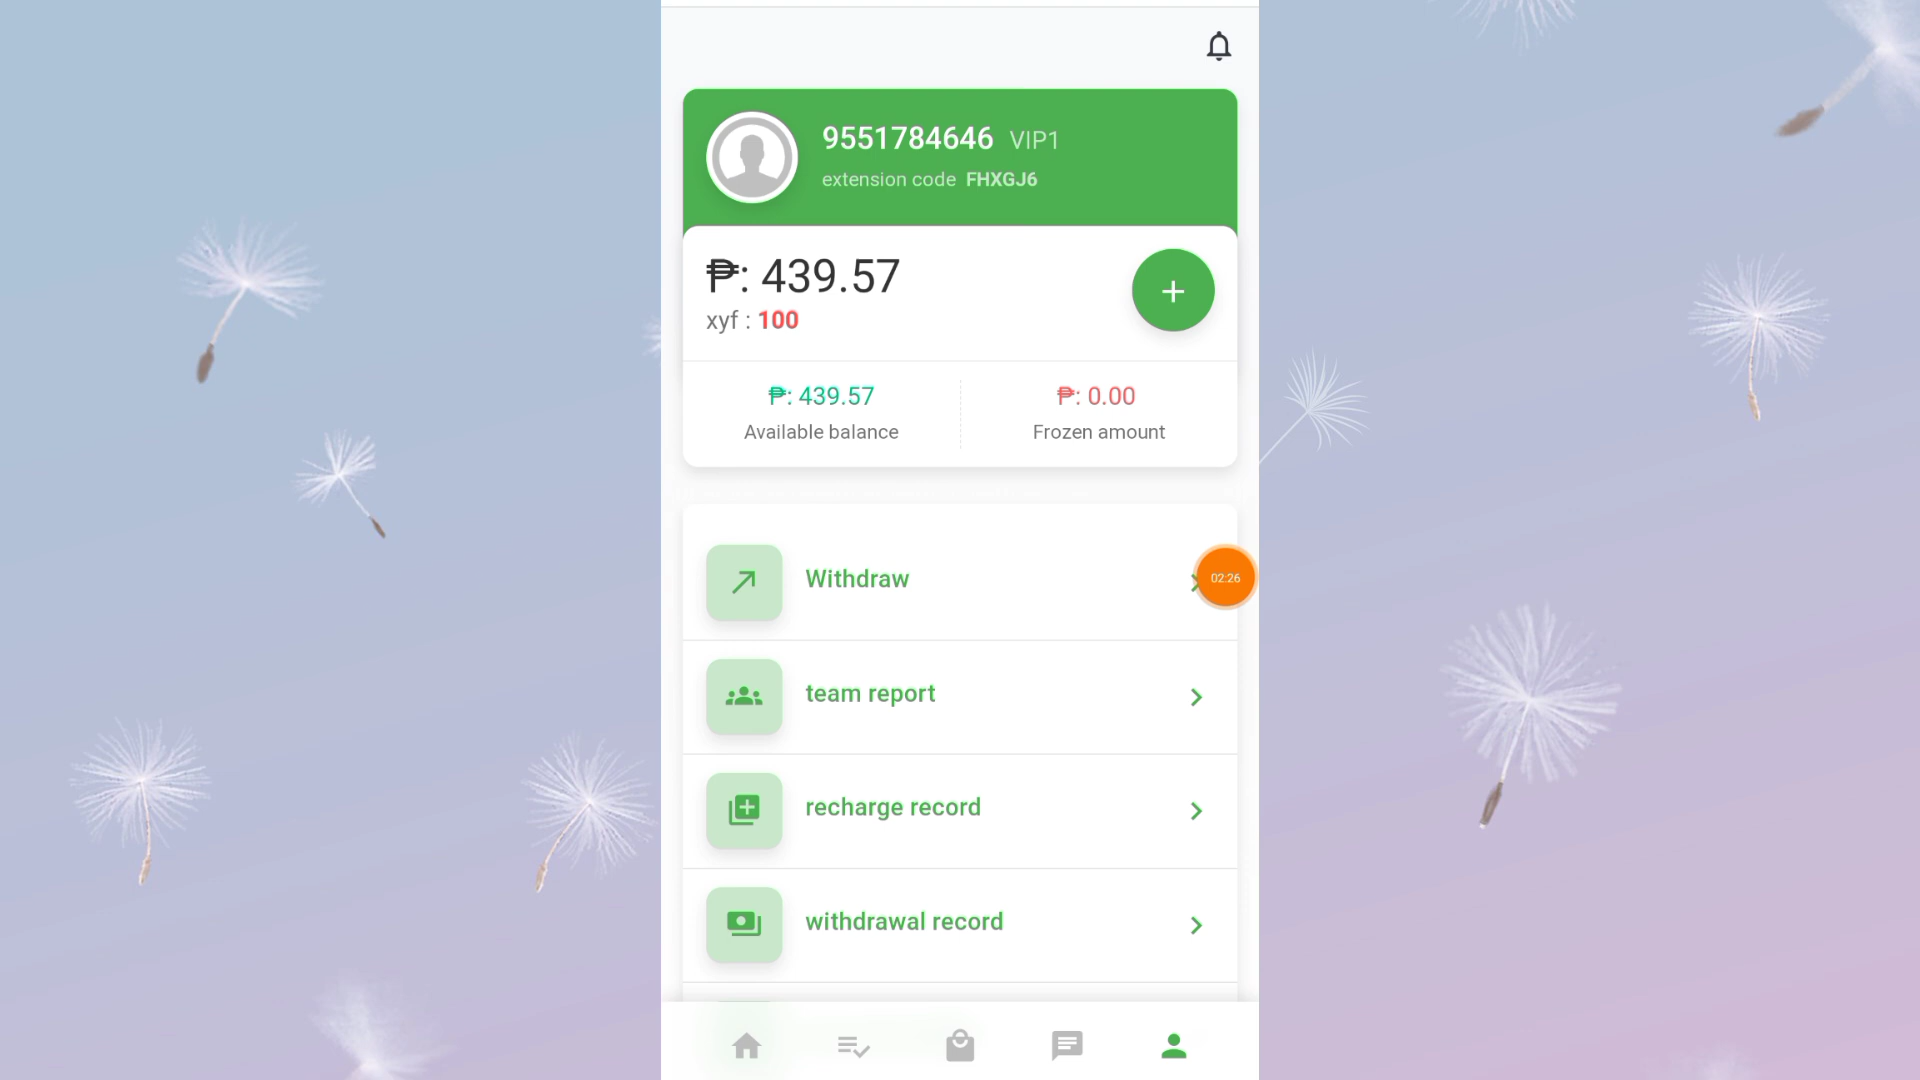 9551784646 VIP1
extension code FHXGJ6
₱: 439.57
xyf : 100
₱: 439.57
Available balance
₱: 0.00
Frozen amount
Withdraw
02:26
team report
recharge record
withdrawal record